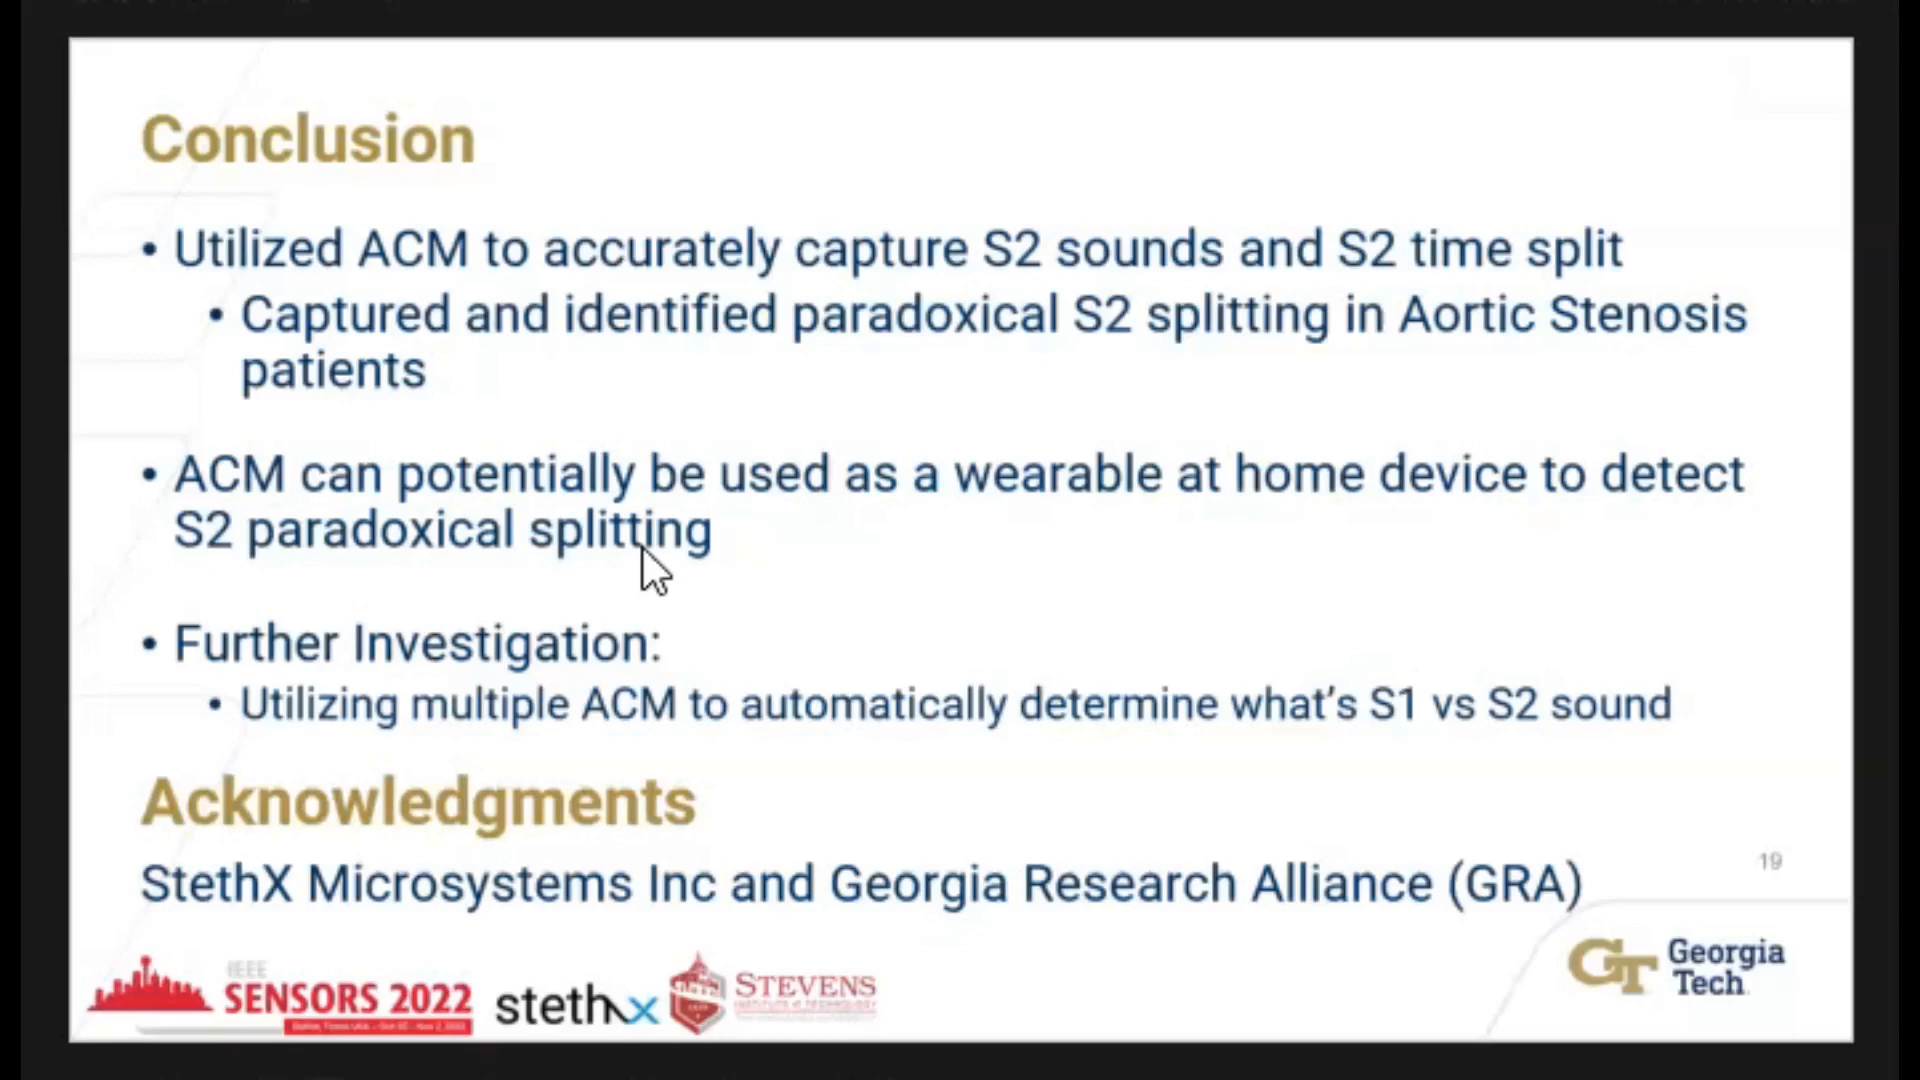 Conclusion
• Utilized ACM to accurately capture S2 sounds and S2 time split
• Captured and identified paradoxical S2 splitting in Aortic Stenosis
patients
• ACM can potentially be used as a wearable at home device to detect
S2 paradoxical splitting
• Further Investigation:
• Utilizing multiple ACM to automatically determine what's S1 vs S2 sound
Acknowledgments
StethX Microsystems Inc and Georgia Research Alliance (GRA)
19
IEEE
SENSORS 2022
stethx
STEVENS
INSTITUTE of TECHNOLOGY
GT
Georgia
Tech